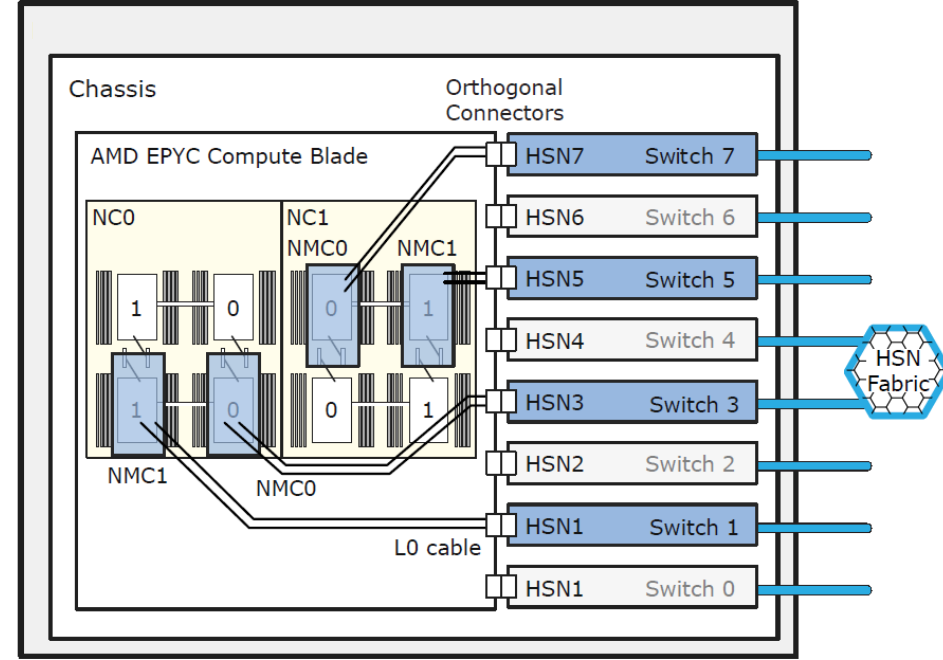 Chassis
Orthogonal
Connectors
AMD EPYC Compute Blade
HSN7 Switch 7
NC0
NC1
HSN6 Switch 6
NMC0 NMC1
HSN5 Switch 5
1 0 0 1
HSN4 Switch 4
HSN
Fabric
1 0 0 1
HSN3 Switch 3
NMC1
NMC0
HSN2 Switch 2
HSN1 Switch 1
L0 cable
HSN1 Switch 0